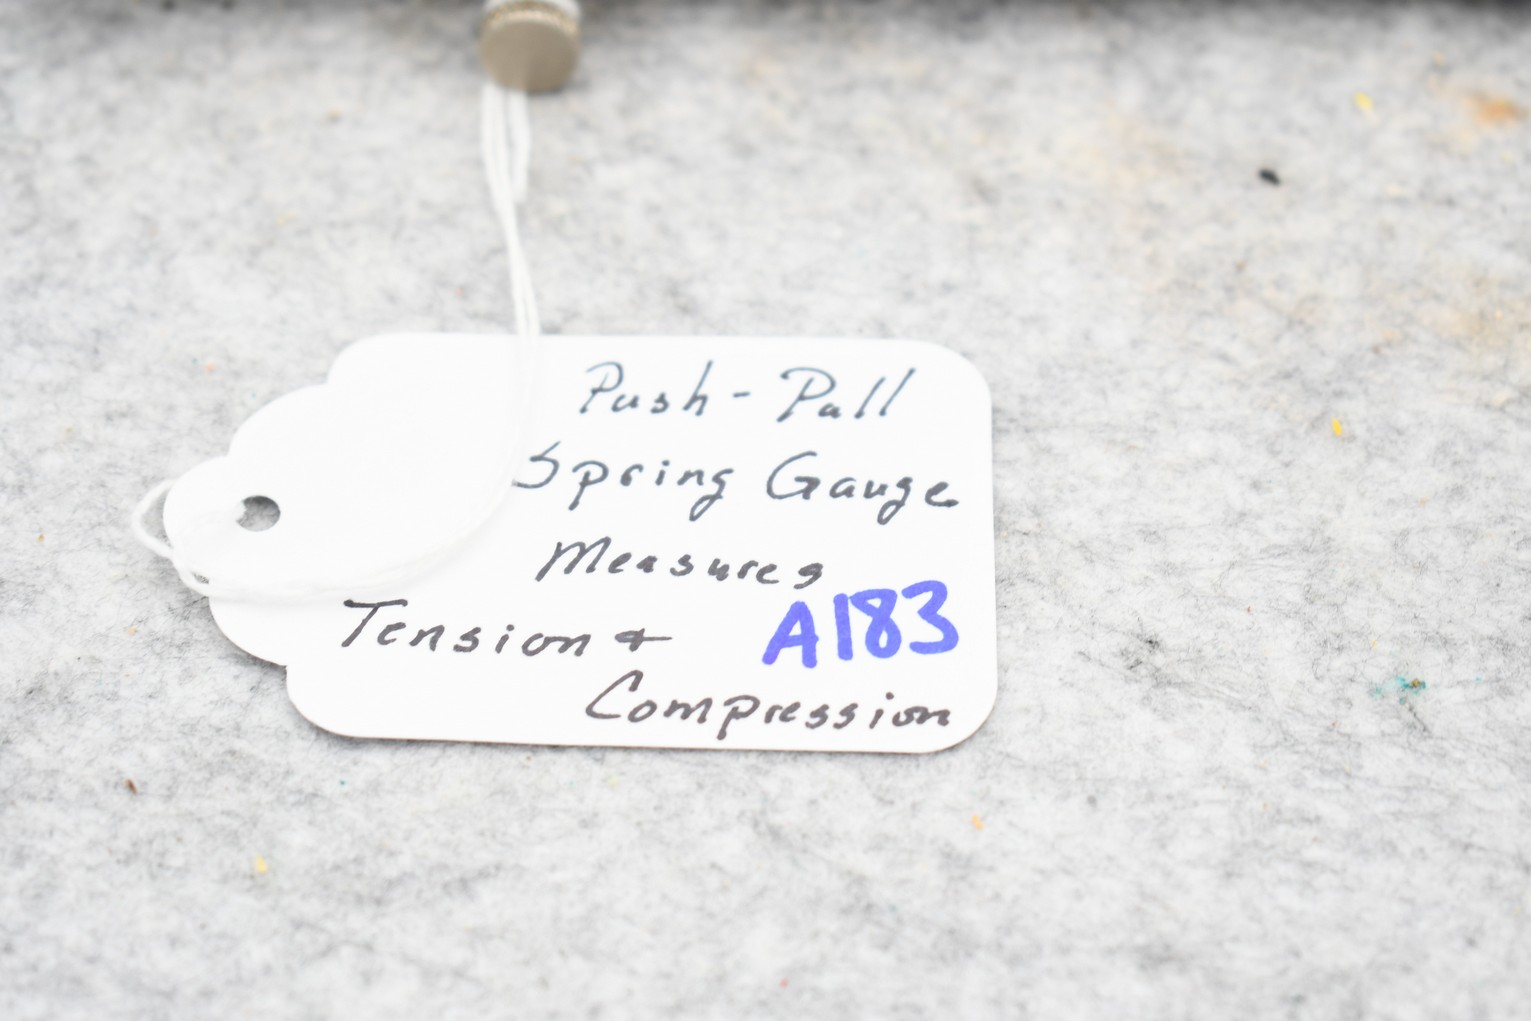 Push-Pull
Spring Gauge
Measures
Tension &
A183
Compression